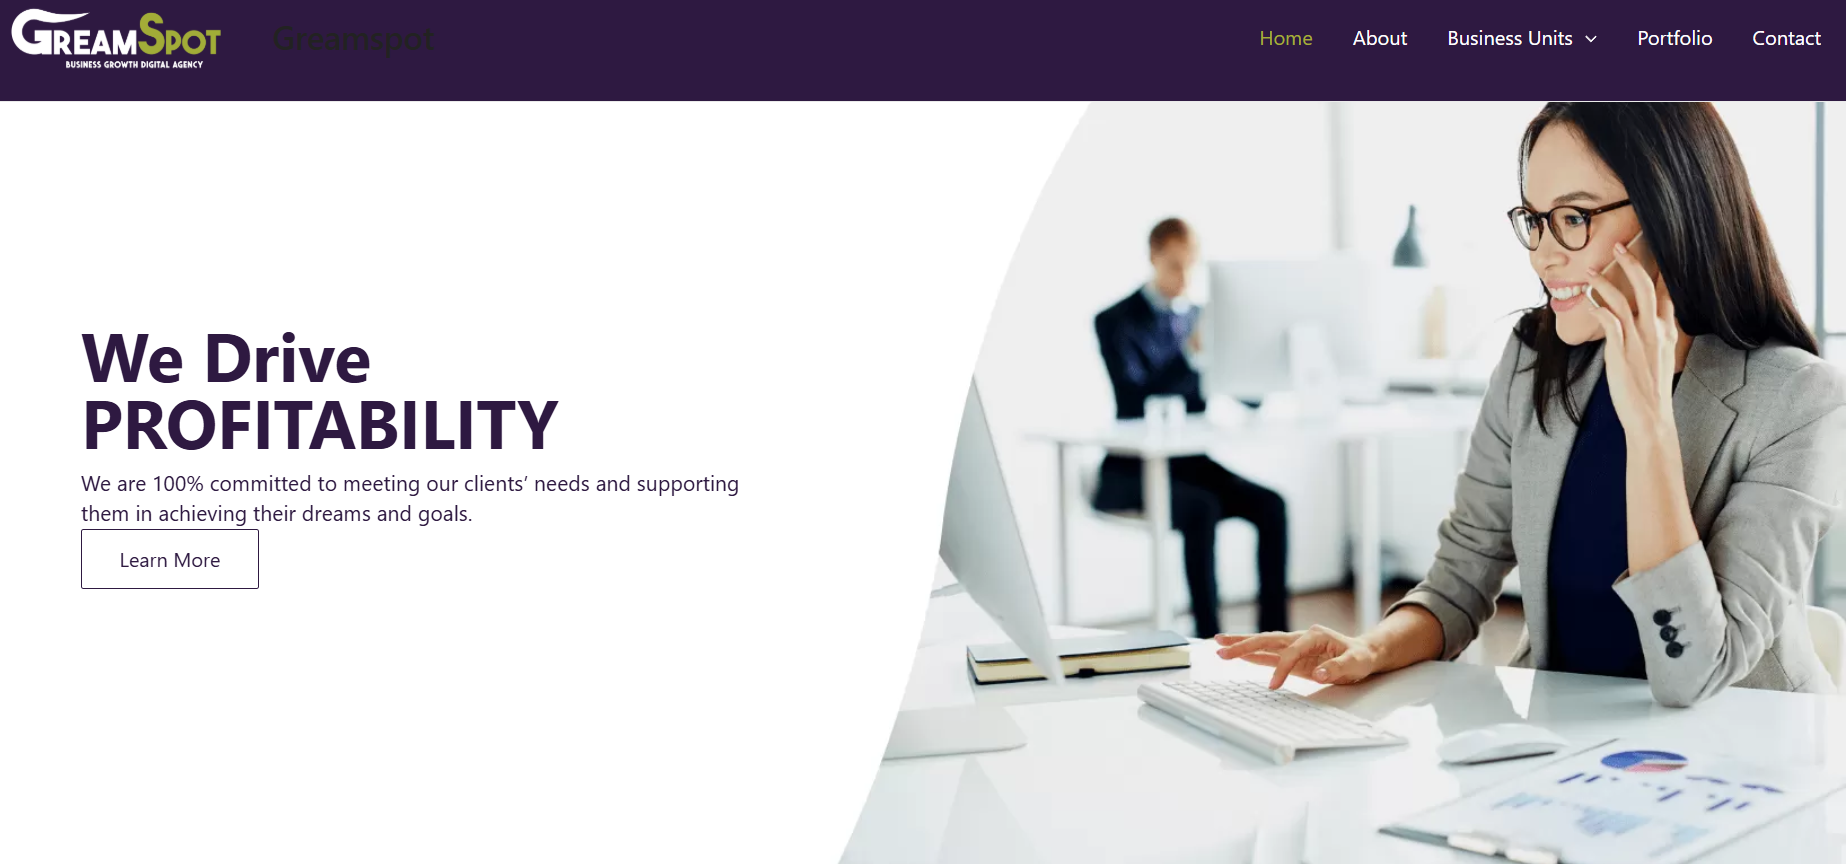 GREAMSPOT
BUSINESS GROWTH DIGITAL AGENCY
Greamspot
Home
About
Business Units
Portfolio
Contact
We Drive
PROFITABILITY
We are 100% committed to meeting our clients’ needs and supporting
them in achieving their dreams and goals.
Learn More